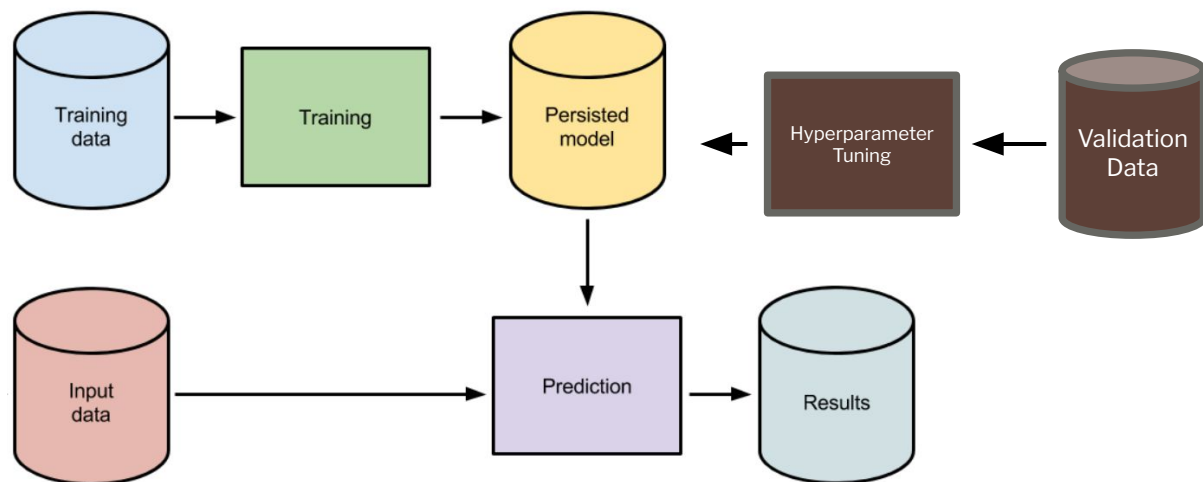 Training
data
Training
Persisted
model
Hyperparameter
Tuning
Validation
Data
Input
data
Prediction
Results